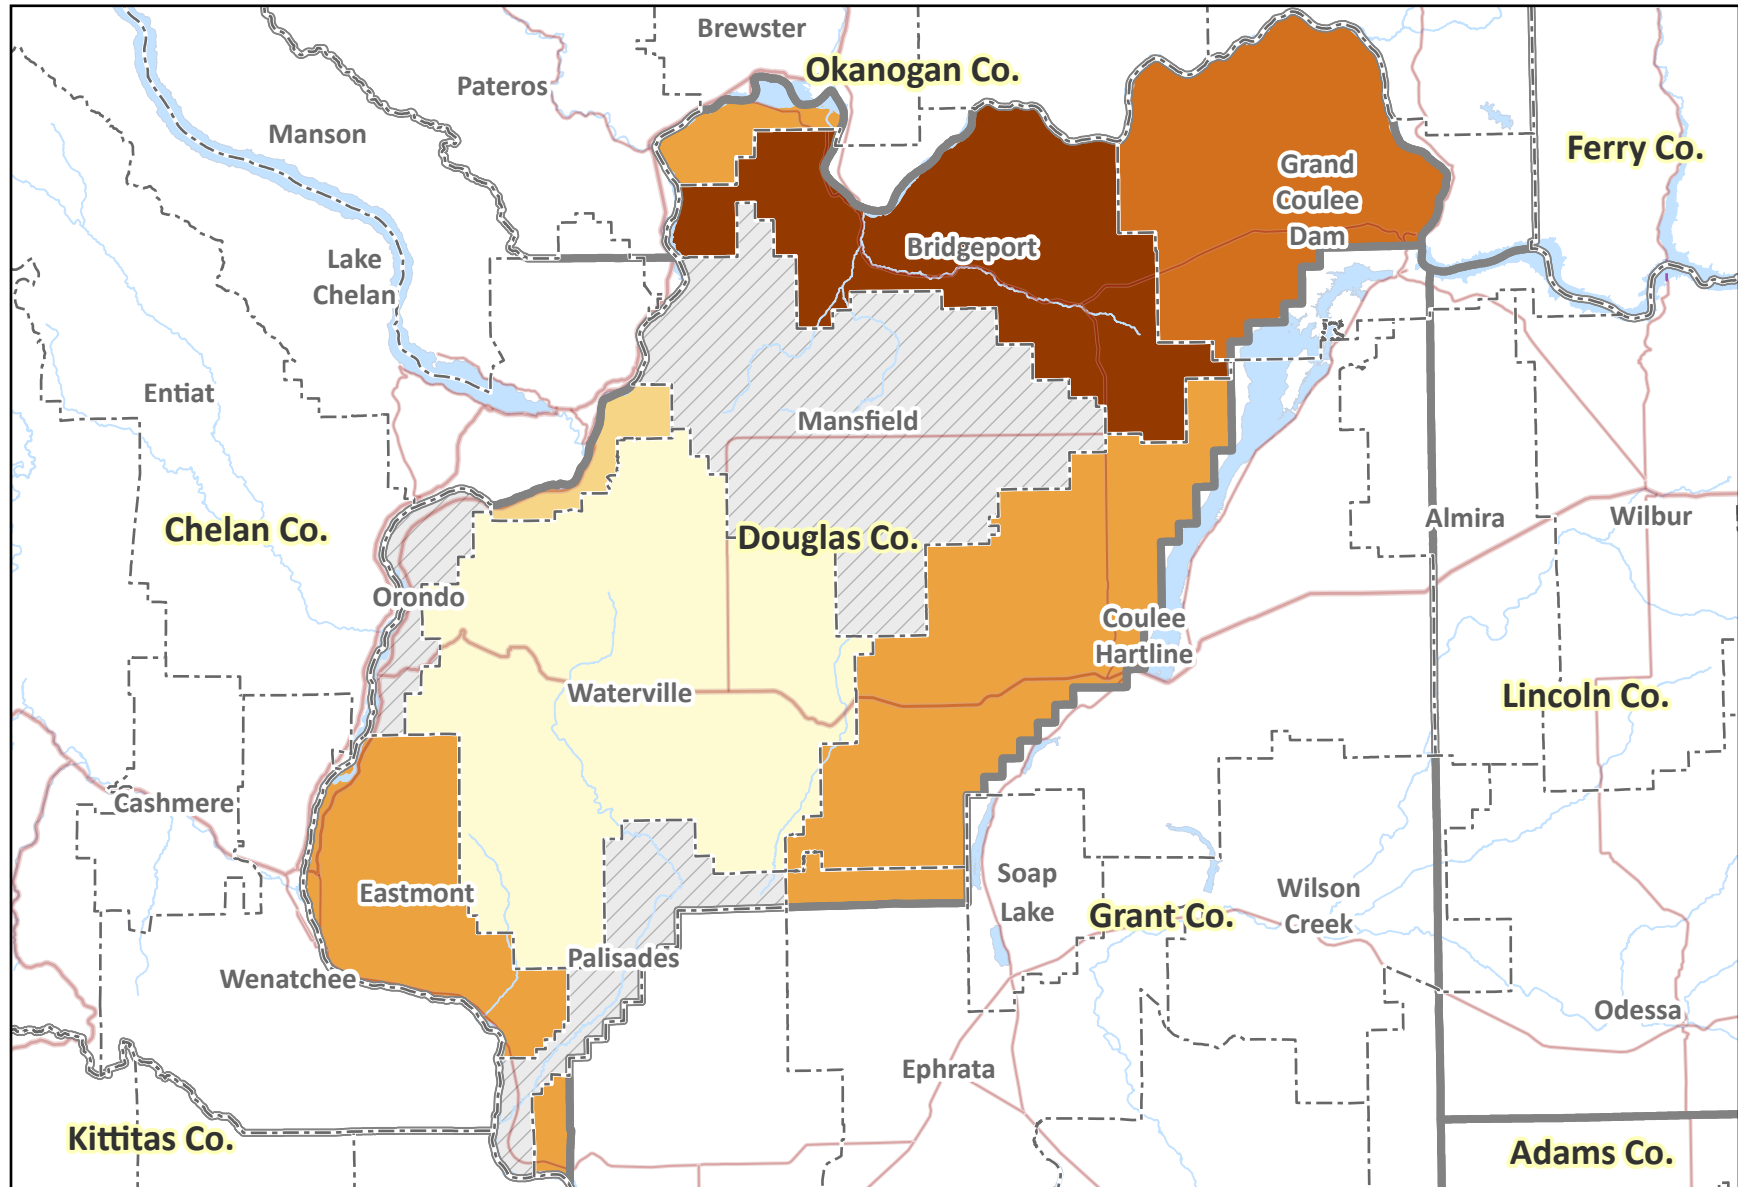 Brewster
Okanogan Co.
Pateros
Manson
Ferry Co.
Grand
Coulee
Dam
Bridgeport
Lake
Chelan
Entiat
Mansfield
Chelan Co.
Douglas Co.
Almira
Wilbur
Orondo
Coulee
Hartline
Waterville
Lincoln Co.
Cashmere
Eastmont
Soap
Lake
Wilson
Creek
Grant Co.
Palisades
Wenatchee
Odessa
Ephrata
Kittitas Co.
Adams Co.